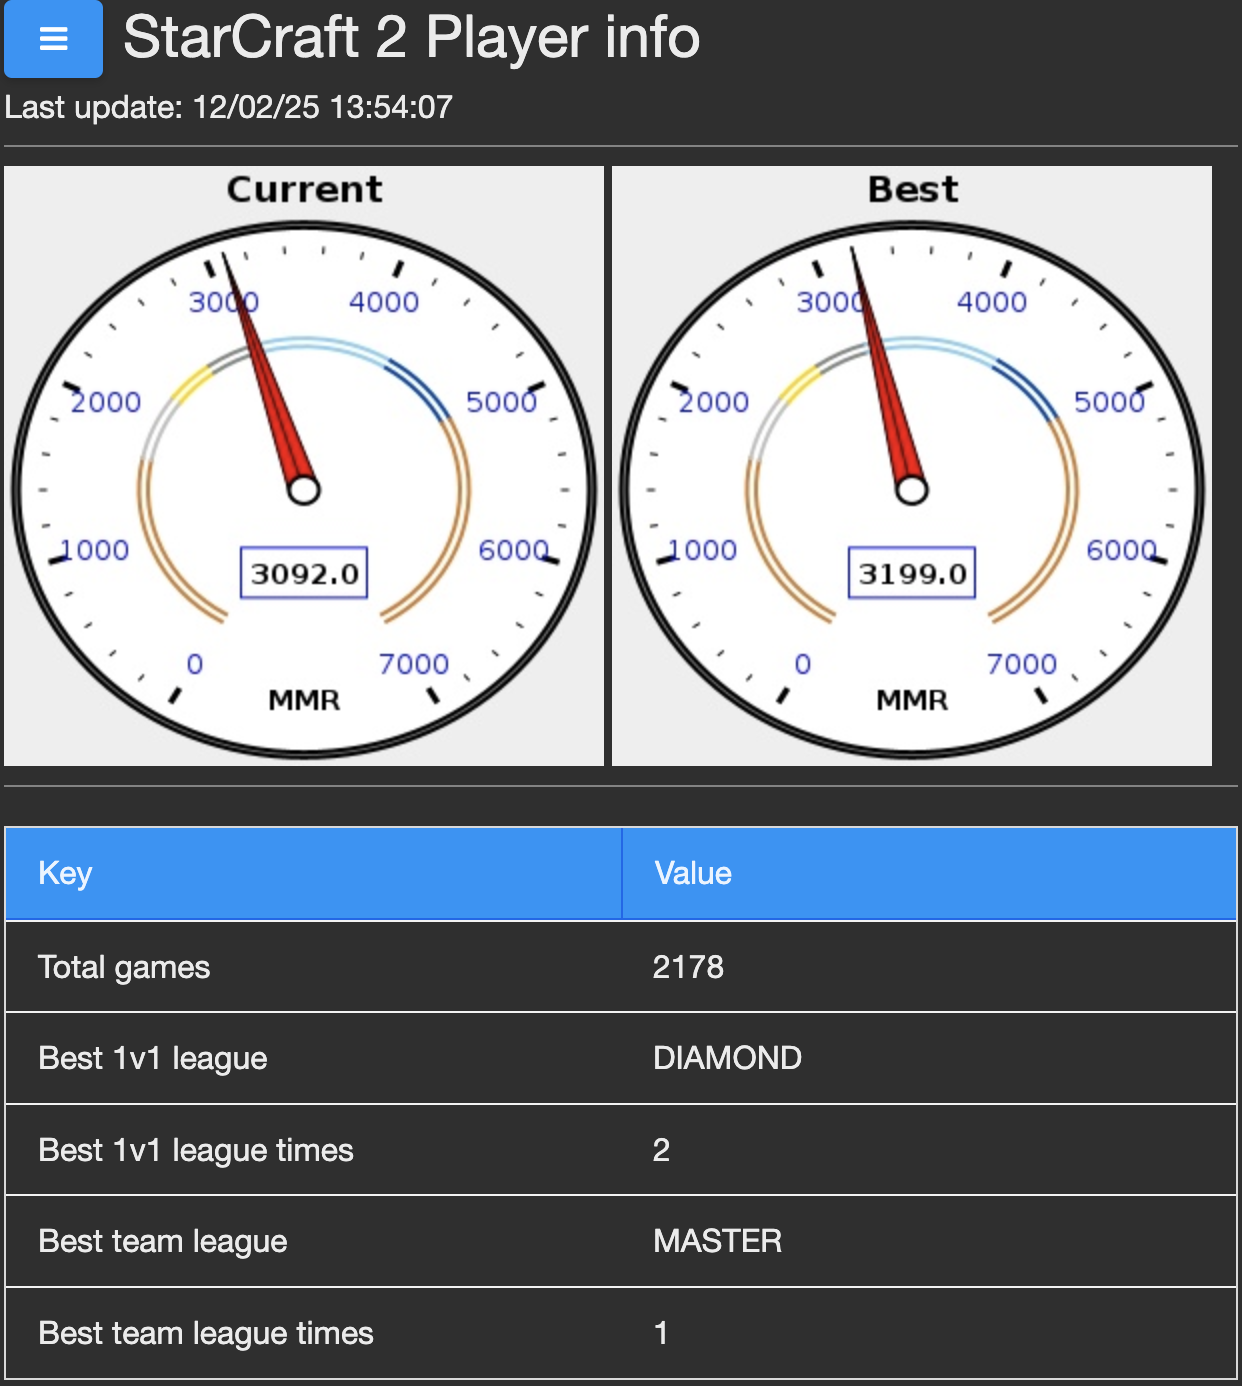 StarCraft 2 Player info
Last update: 12/02/25 13:54:07
Current
3000 4000
2000 5000
1000 6000
3092.0
0 7000
MMR
Best
3000 4000
2000 5000
1000 6000
3199.0
0 7000
MMR
Key Value
Total games 2178
Best 1v1 league DIAMOND
Best 1v1 league times 2
Best team league MASTER
Best team league times 1